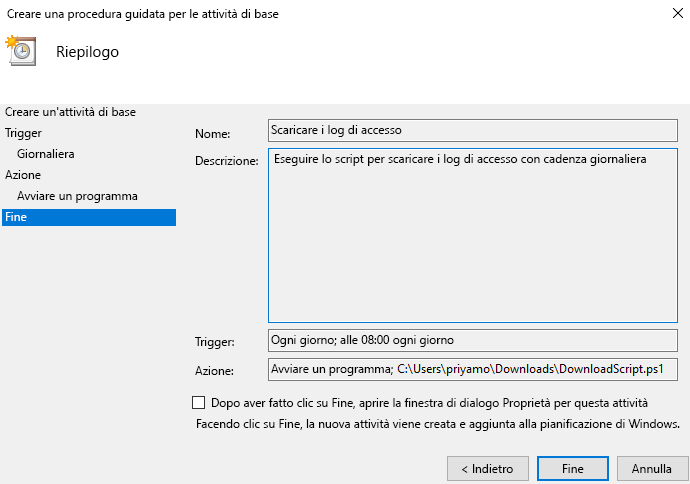 Creare una procedura guidata per le attività di base
Riepilogo
Creare un'attività di base
Trigger
Giornaliera
Azione
Avviare un programma
Fine
Nome:
Scaricare i log di accesso
Descrizione:
Eseguire lo script per scaricare i log di accesso con cadenza giornaliera
Trigger:
Ogni giorno; alle 08:00 ogni giorno
Azione:
Avviare un programma; C:\Users\priyamo\Downloads\DownloadScript.ps1
Dopo aver fatto clic su Fine, aprire la finestra di dialogo Proprietà per questa attività
Facendo clic su Fine, la nuova attività viene creata e aggiunta alla pianificazione di Windows.
< Indietro
Fine
Annulla